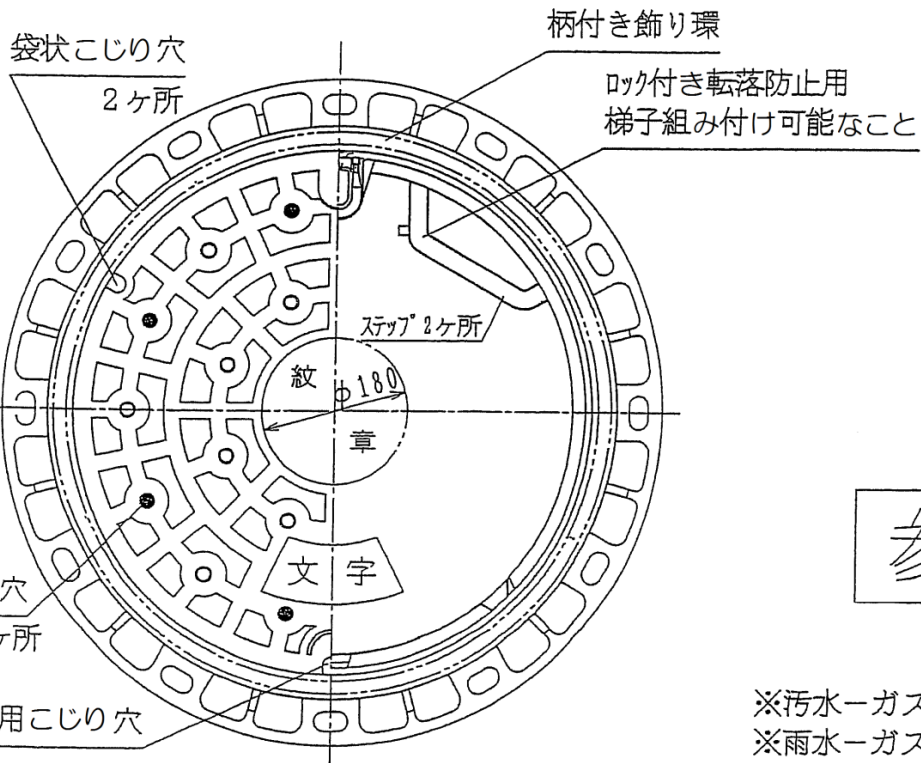 柄付き飾り環
袋状こじり穴
2ヶ所
ロック付き転落防止用
梯子組み付け可能なこと
ステップ 2ヶ所
紋
φ180
章
文 字
穴
ヶ所
用こじり穴
※汚水ーガス
※雨水ーガス